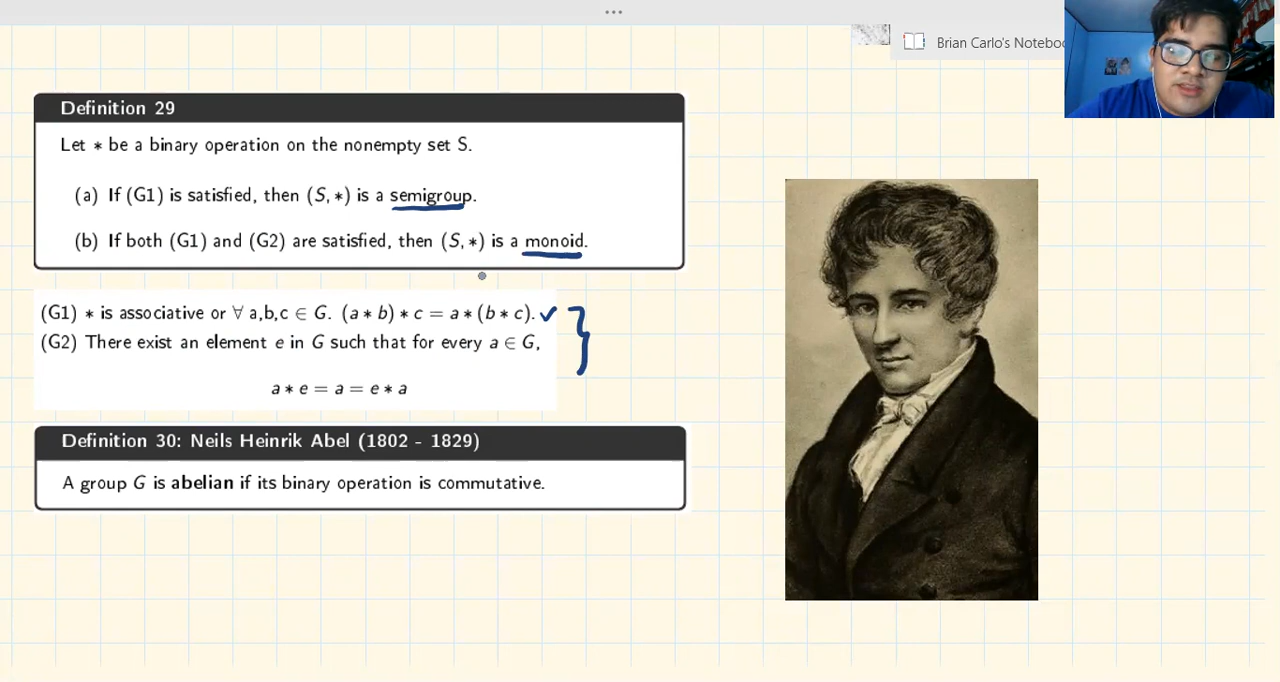 Brian Carlo's Noteboo
Definition 29
Let ∗ be a binary operation on the nonempty set S.
(a) If (G1) is satisfied, then (S, ∗) is a semigroup.
(b) If both (G1) and (G2) are satisfied, then (S, ∗) is a monoid.
(G1) ∗ is associative or ∀ a,b,c ∈ G. (a ∗ b) ∗ c = a ∗ (b ∗ c).
(G2) There exist an element e in G such that for every a ∈ G,
a ∗ e = a = e ∗ a
Definition 30: Neils Heinrik Abel (1802 - 1829)
A group G is abelian if its binary operation is commutative.